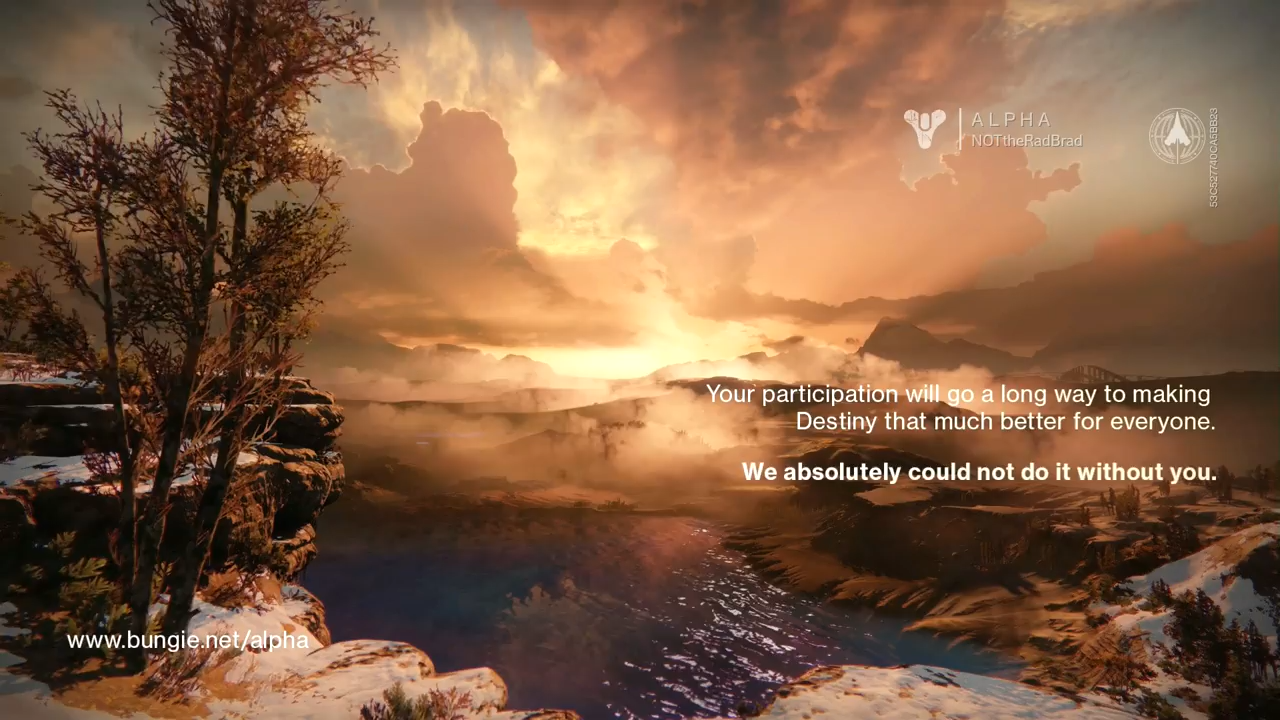 ALPHA
NOTtheRadBrad
Your participation will go a long way to making
Destiny that much better for everyone.
We absolutely could not do it without you.
www.bungie.net/alpha